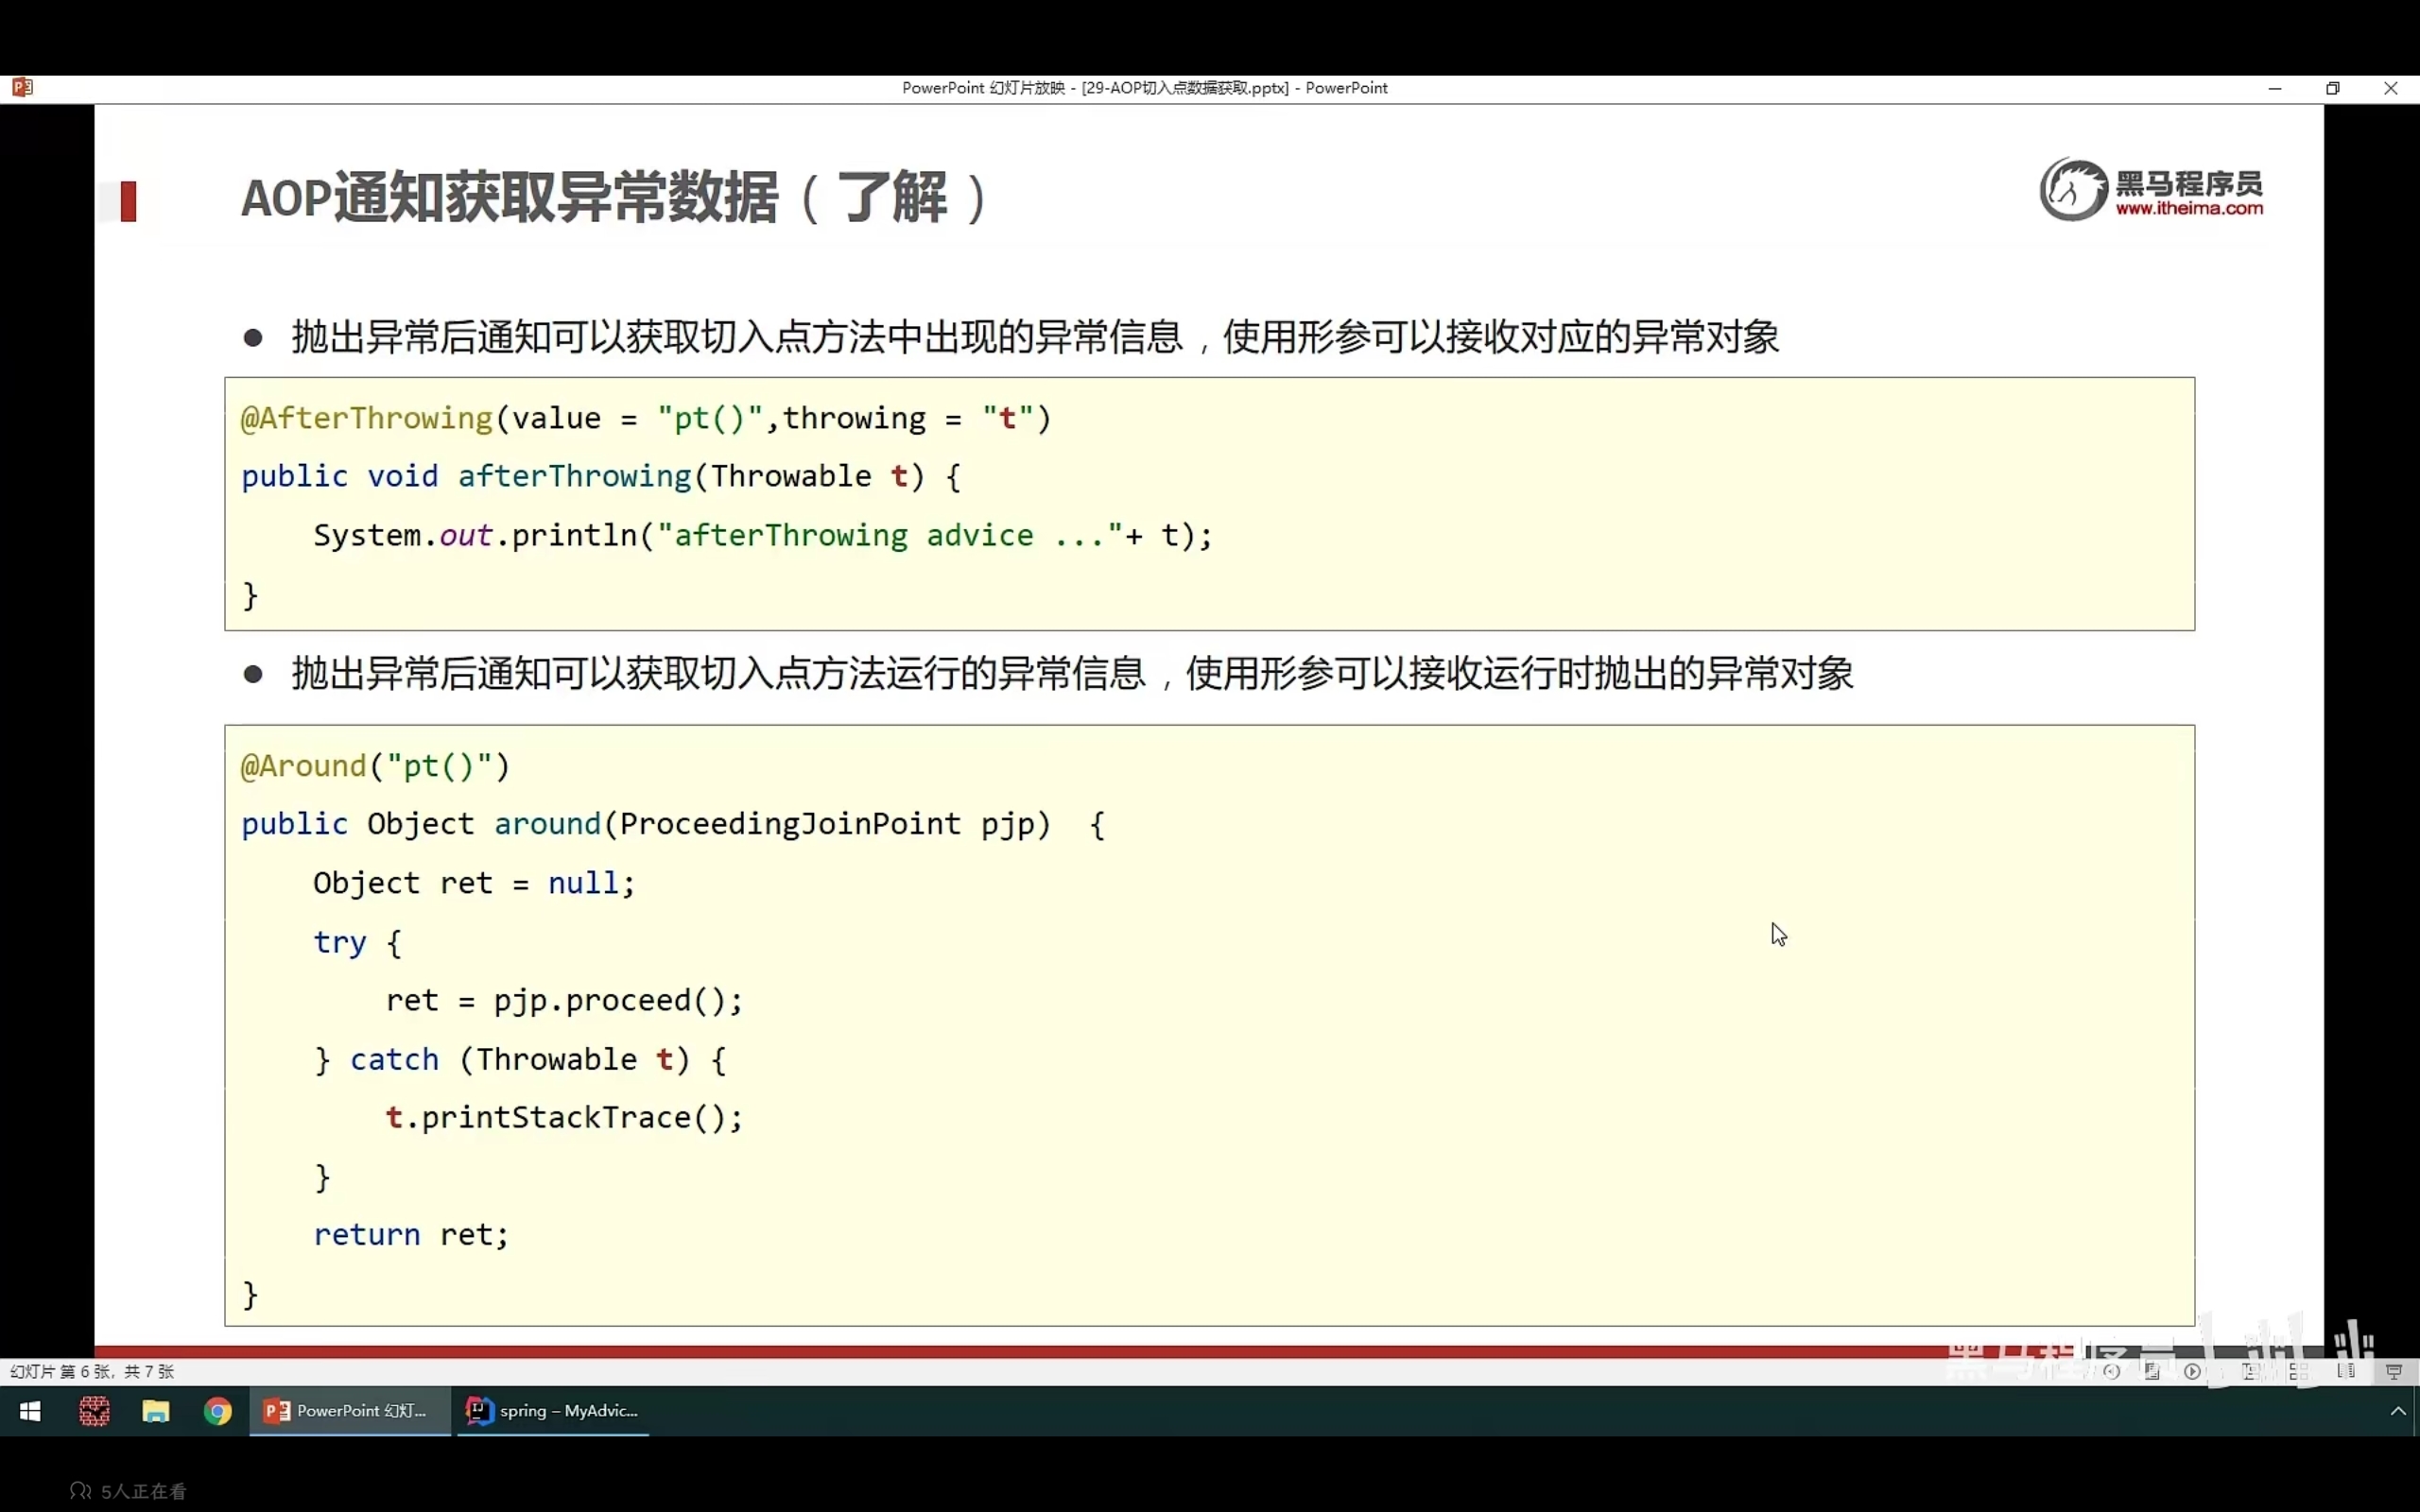 PowerPoint 幻灯片放映 - [29-AOP切入点数据获取.pptx] - PowerPoint
AOP通知获取异常数据（了解）
黑马程序员
www.itheima.com
● 抛出异常后通知可以获取切入点方法中出现的异常信息，使用形参可以接收对应的异常对象
@AfterThrowing(value = "pt()",throwing = "t")
public void afterThrowing(Throwable t) {
    System.out.println("afterThrowing advice ..."+ t);
}
● 抛出异常后通知可以获取切入点方法运行的异常信息，使用形参可以接收运行时抛出的异常对象
@Around("pt()")
public Object around(ProceedingJoinPoint pjp)  {
    Object ret = null;
    try {
        ret = pjp.proceed();
    } catch (Throwable t) {
        t.printStackTrace();
    }
    return ret;
}
黑马程序员
幻灯片 第 6 张，共 7 张
PowerPoint 幻灯...
spring – MyAdvic...
5人正在看